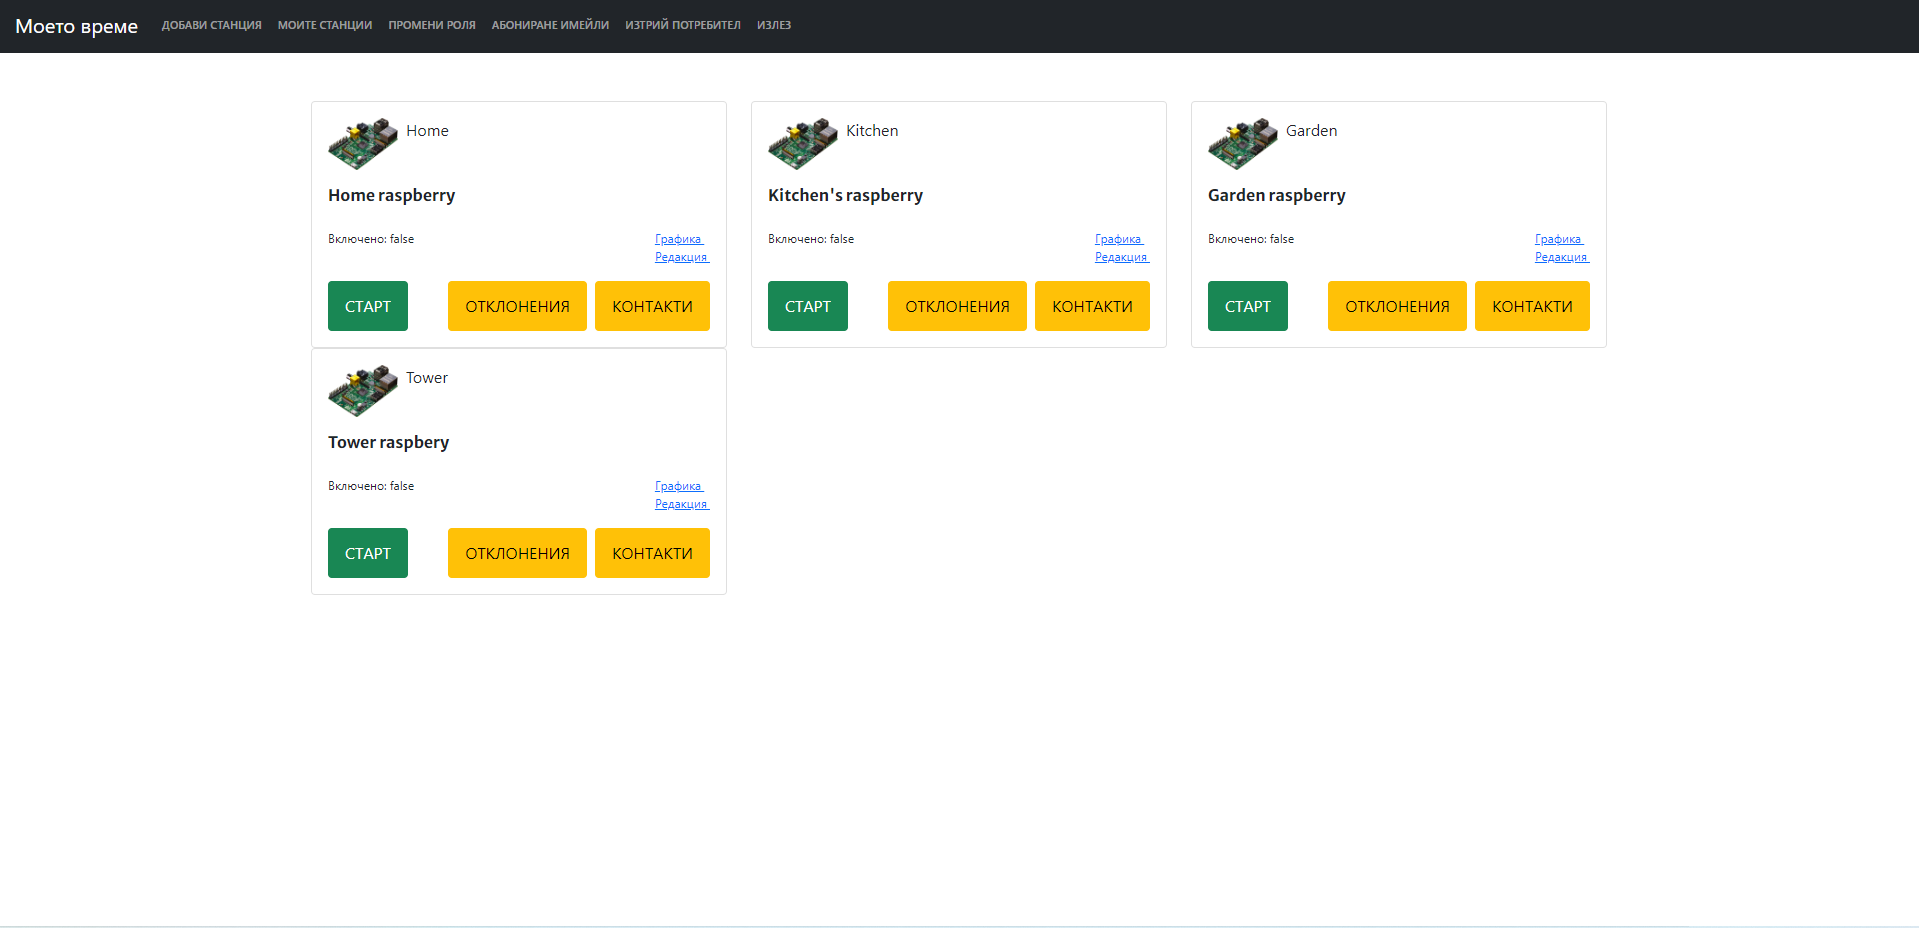 Моето време ДОБАВИ СТАНЦИЯ МОИТЕ СТАНЦИИ ПРОМЕНИ РОЛЯ АБОНИРАНЕ ИМЕЙЛИ ИЗТРИЙ ПОТРЕБИТЕЛ ИЗЛЕЗ
Home
Home raspberry
Включено: false
Графика
Редакция
СТАРТ ОТКЛОНЕНИЯ КОНТАКТИ
Kitchen
Kitchen's raspberry
Включено: false
Графика
Редакция
СТАРТ ОТКЛОНЕНИЯ КОНТАКТИ
Garden
Garden raspberry
Включено: false
Графика
Редакция
СТАРТ ОТКЛОНЕНИЯ КОНТАКТИ
Tower
Tower raspbery
Включено: false
Графика
Редакция
СТАРТ ОТКЛОНЕНИЯ КОНТАКТИ